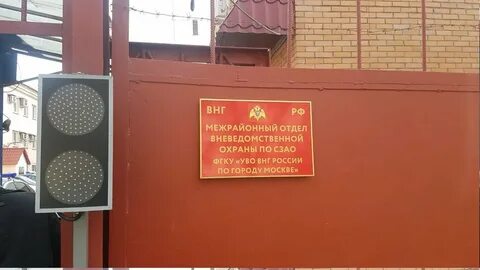 ВНГ РФ
МЕЖРАЙОННЫЙ ОТДЕЛ
ВНЕВЕДОМСТВЕННОЙ
ОХРАНЫ ПО СЗАО
ФГКУ «УВО ВНГ РОССИИ
ПО ГОРОДУ МОСКВЕ»